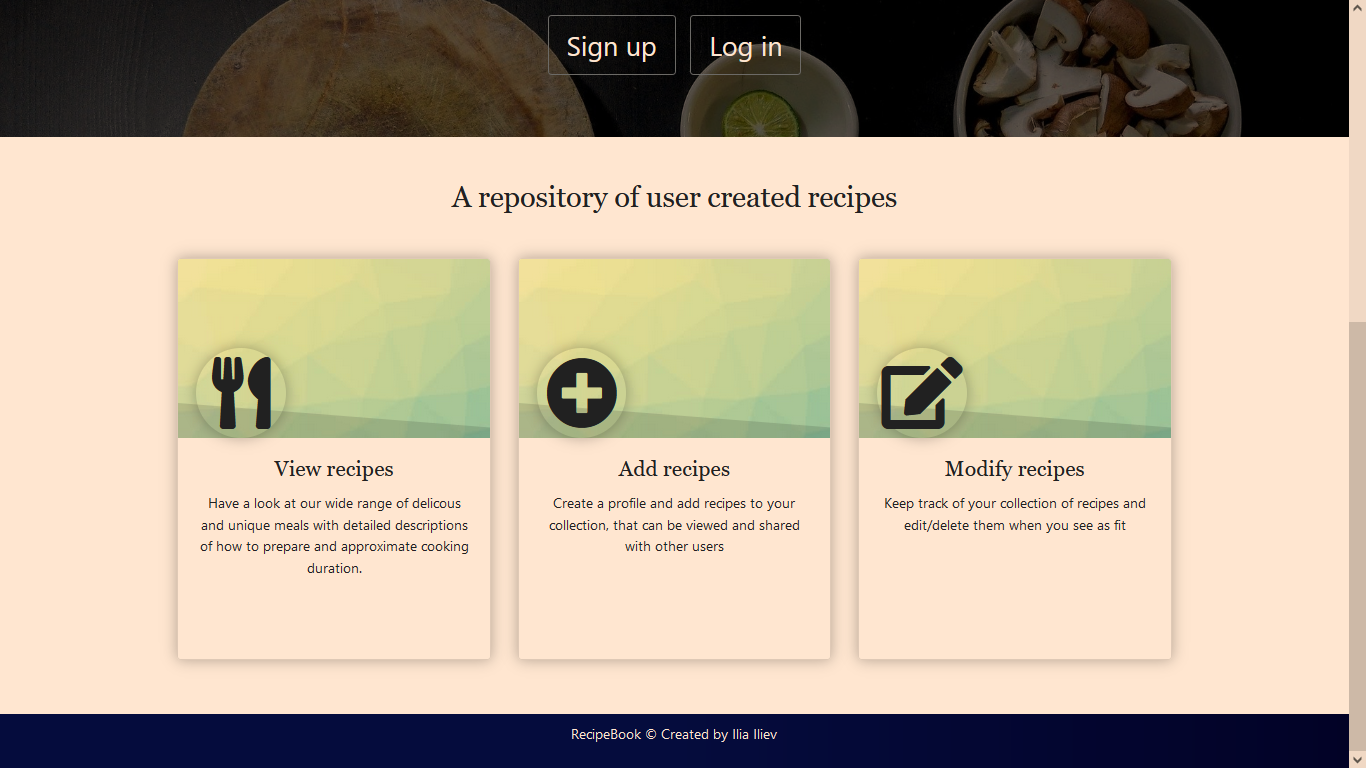 Sign up
Log in
A repository of user created recipes
View recipes
Have a look at our wide range of delicous
and unique meals with detailed descriptions
of how to prepare and approximate cooking
duration.
Add recipes
Create a profile and add recipes to your
collection, that can be viewed and shared
with other users
Modify recipes
Keep track of your collection of recipes and
edit/delete them when you see as fit
RecipeBook © Created by Ilia Iliev